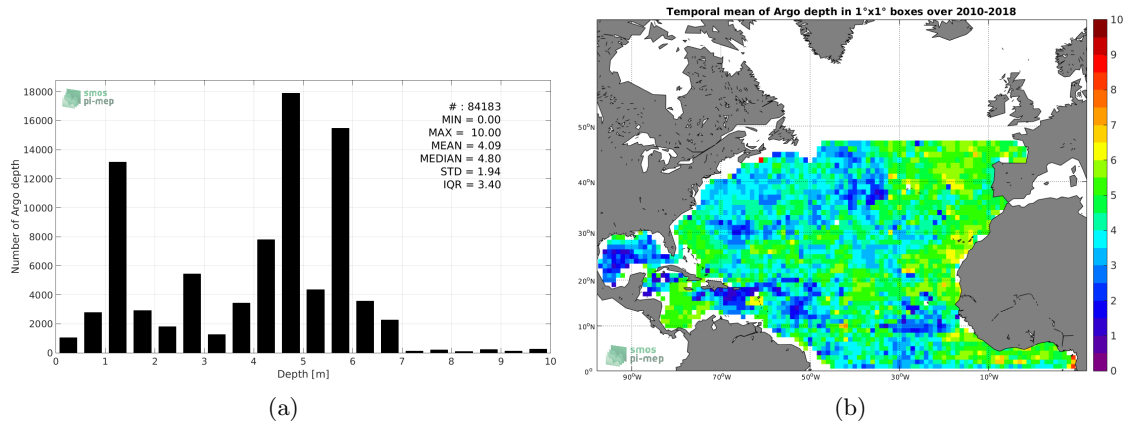 smos
pi-mep
# : 84183
MIN = 0.00
MAX = 10.00
MEAN = 4.09
MEDIAN = 4.80
STD = 1.94
IQR = 3.40
Number of Argo depth
18000
16000
14000
12000
10000
8000
6000
4000
2000
0
0 1 2 3 4 5 6 7 8 9 10
Depth [m]
(a)
Temporal mean of Argo depth in 1°x1° boxes over 2010-2018
50°N
40°N
30°N
20°N
10°N
0°
90°W 70°W 50°W 30°W 10°W
smos
pi-mep
10
9
8
7
6
5
4
3
2
1
0
(b)